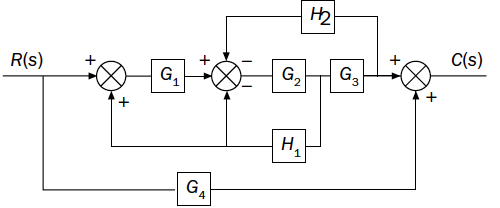 H2
R(s) + + − + C(s)
G1 G2 G3
+ − +
H1
G4